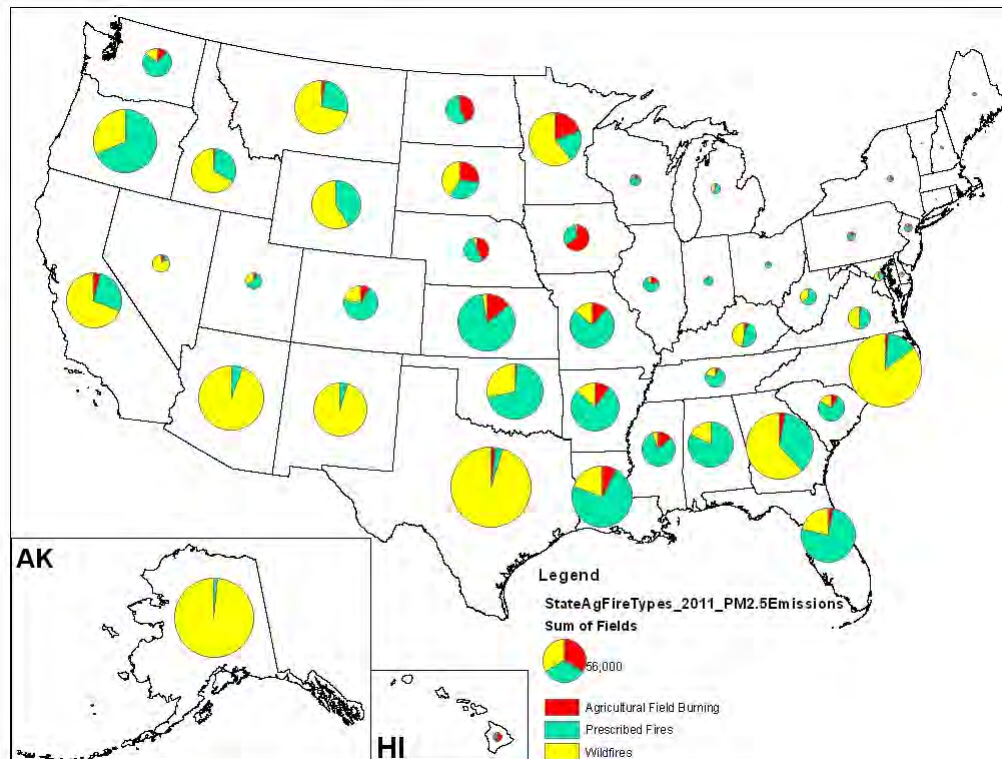 AK
HI
Legend
StateAgFireTypes_2011_PM2.5Emissions
Sum of Fields
56,000
Agricultural Field Burning
Prescribed Fires
Wildfires